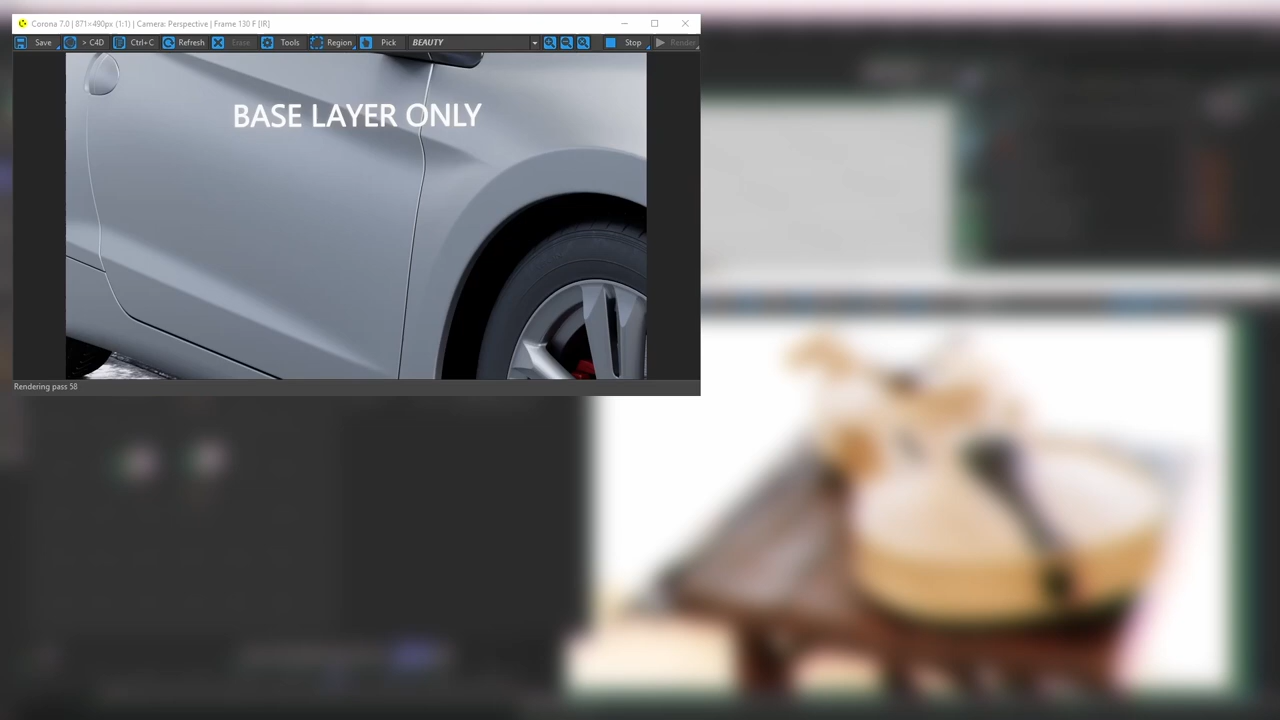 Corona 7.0 | 871×490px (1:1) | Camera: Perspective | Frame 130 F [IR]
Save > C4D Ctrl+C Refresh Erase Tools Region Pick BEAUTY Stop Render
BASE LAYER ONLY
Rendering pass 58